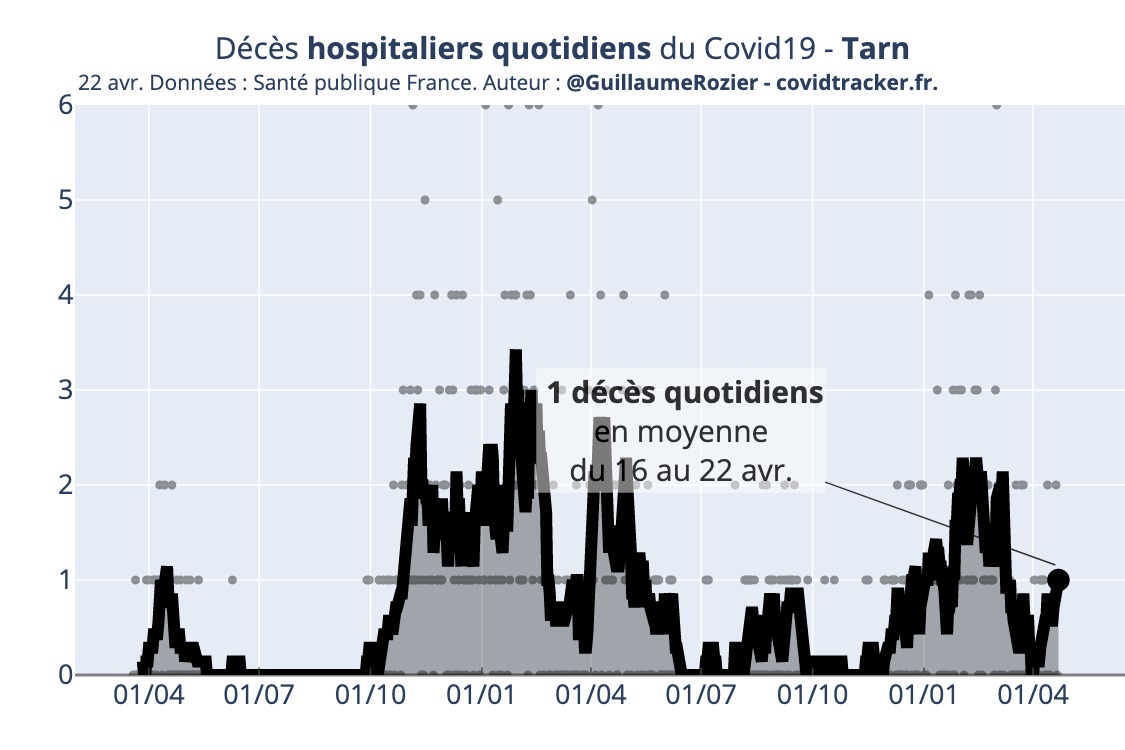 Décès hospitaliers quotidiens du Covid19 - Tarn
22 avr. Données : Santé publique France. Auteur : @GuillaumeRozier - covidtracker.fr.
6
5
4
3
2
1
0
1 décès quotidiens
en moyenne
du 16 au 22 avr.
01/04 01/07 01/10 01/01 01/04 01/07 01/10 01/01 01/04